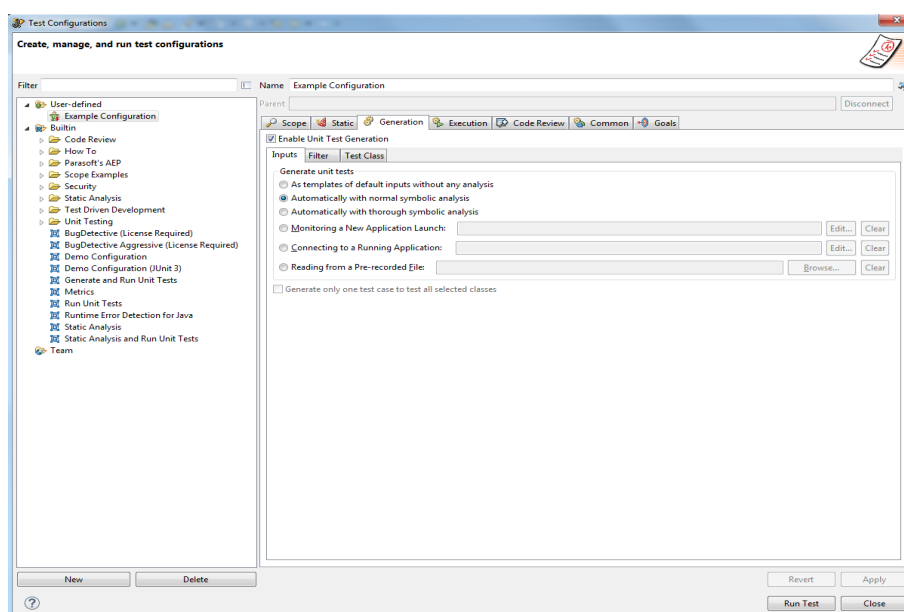 Test Configurations
Create, manage, and run test configurations
Filter
Name Example Configuration
Parent Disconnect
User-defined
Example Configuration
Builtin
Code Review
How To
Parasoft's AEP
Scope Examples
Security
Static Analysis
Test Driven Development
Unit Testing
BugDetective (License Required)
BugDetective Aggressive (License Required)
Demo Configuration
Demo Configuration (JUnit 3)
Generate and Run Unit Tests
Metrics
Run Unit Tests
Runtime Error Detection for Java
Static Analysis
Static Analysis and Run Unit Tests
Team
Scope Static Generation Execution Code Review Common Goals
Enable Unit Test Generation
Inputs Filter Test Class
Generate unit tests
As templates of default inputs without any analysis
Automatically with normal symbolic analysis
Automatically with thorough symbolic analysis
Monitoring a New Application Launch: Edit... Clear
Connecting to a Running Application: Edit... Clear
Reading from a Pre-recorded File: Browse... Clear
Generate only one test case to test all selected classes
New Delete
Revert Apply
? Run Test Close